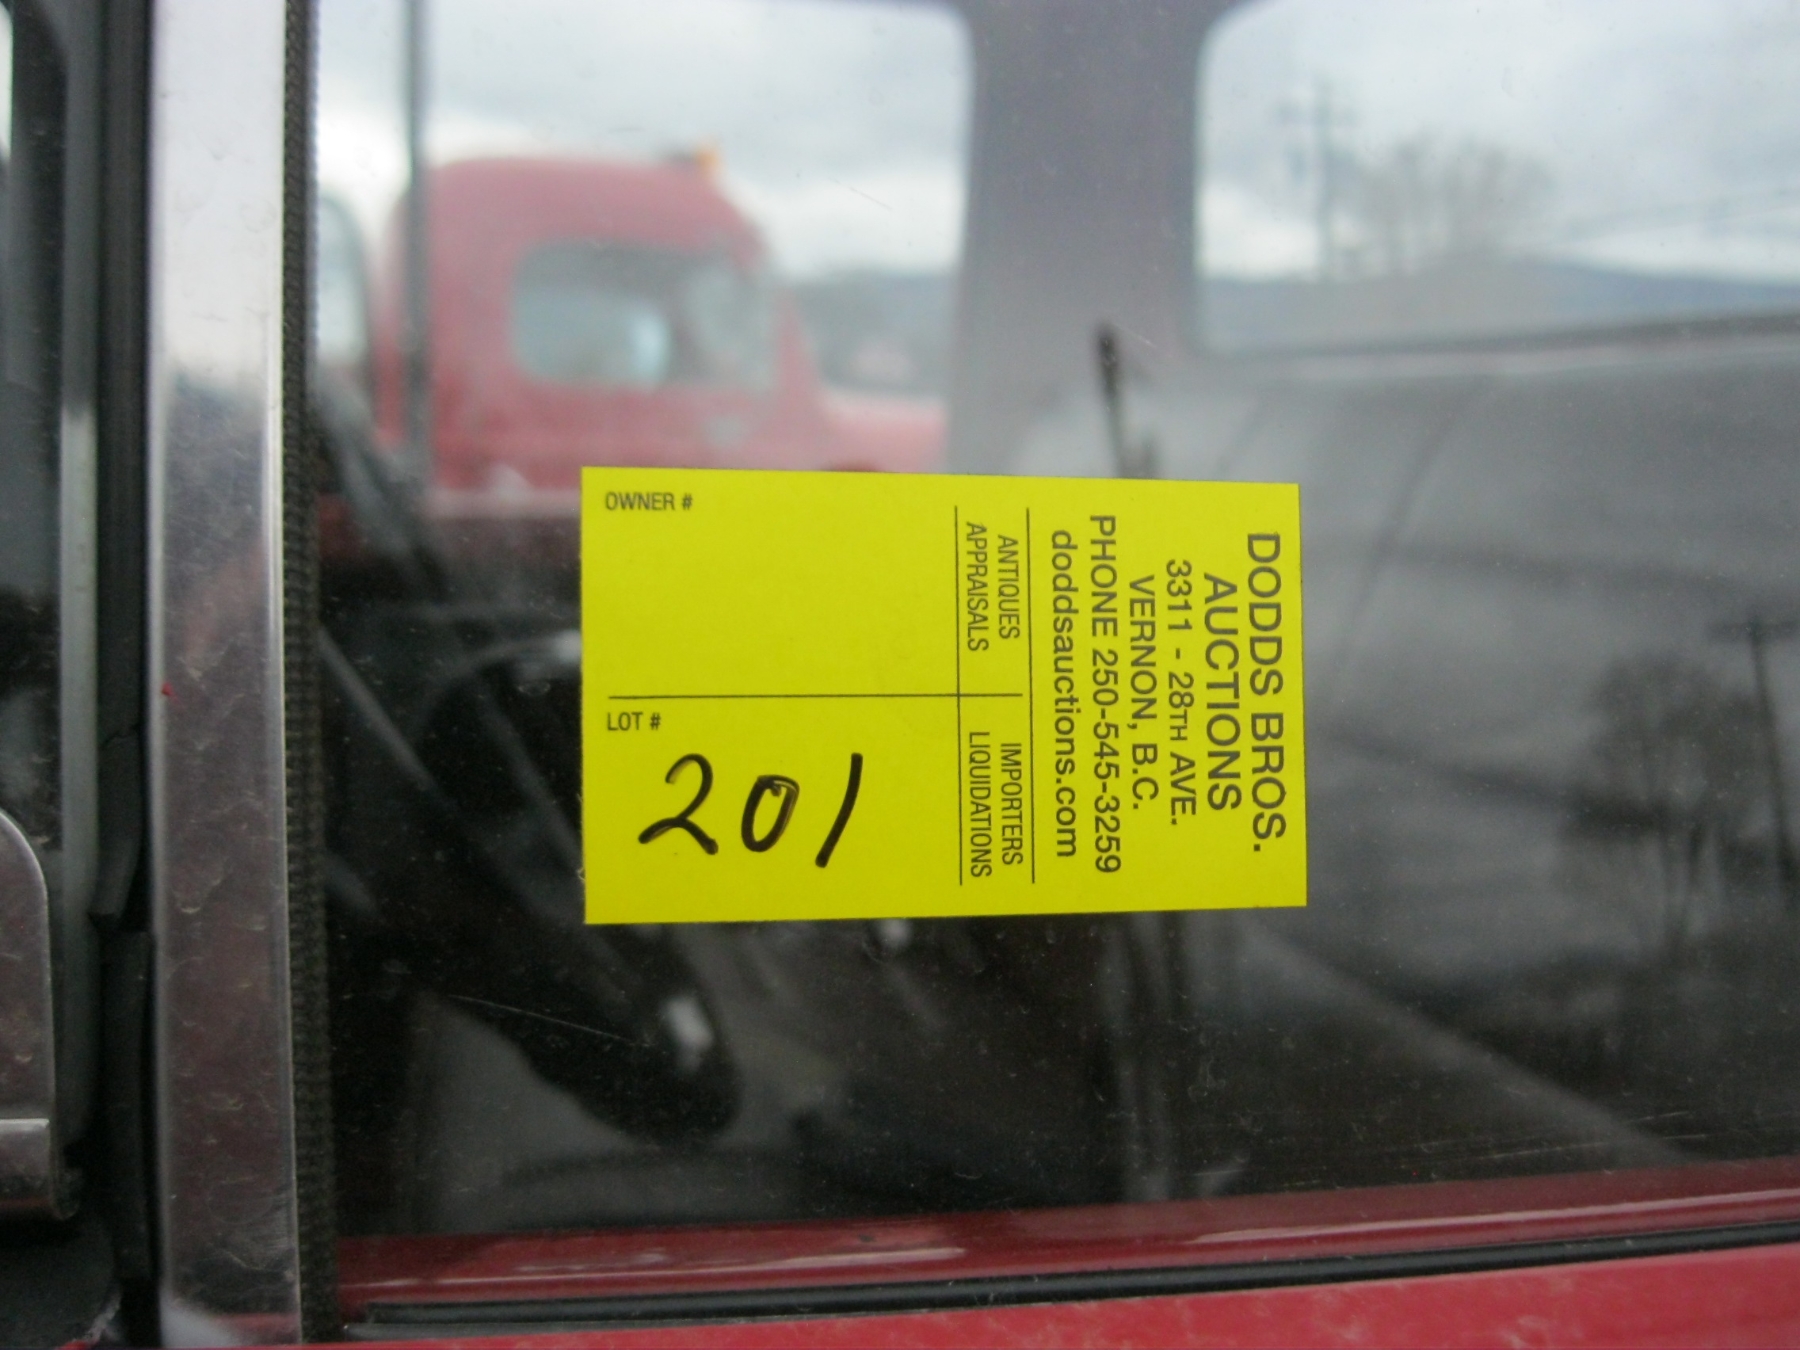 OWNER #
LOT #
201
DODDS BROS.
AUCTIONS
3311 - 28TH AVE.
VERNON, B.C.
PHONE 250-545-3259
doddsauctions.com
ANTIQUES
APPRAISALS
IMPORTERS
LIQUIDATIONS